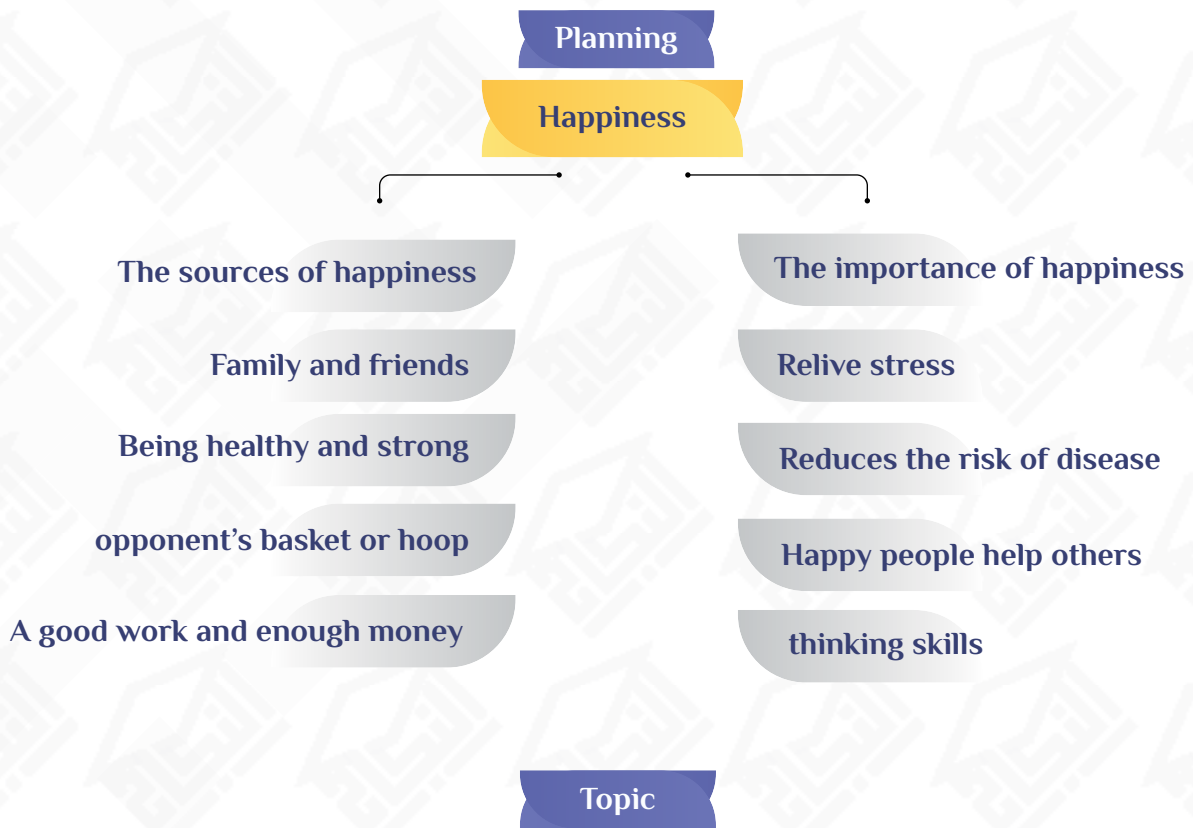 Planning
Happiness
The sources of happiness
Family and friends
Being healthy and strong
opponent's basket or hoop
A good work and enough money
The importance of happiness
Relive stress
Reduces the risk of disease
Happy people help others
thinking skills
Topic